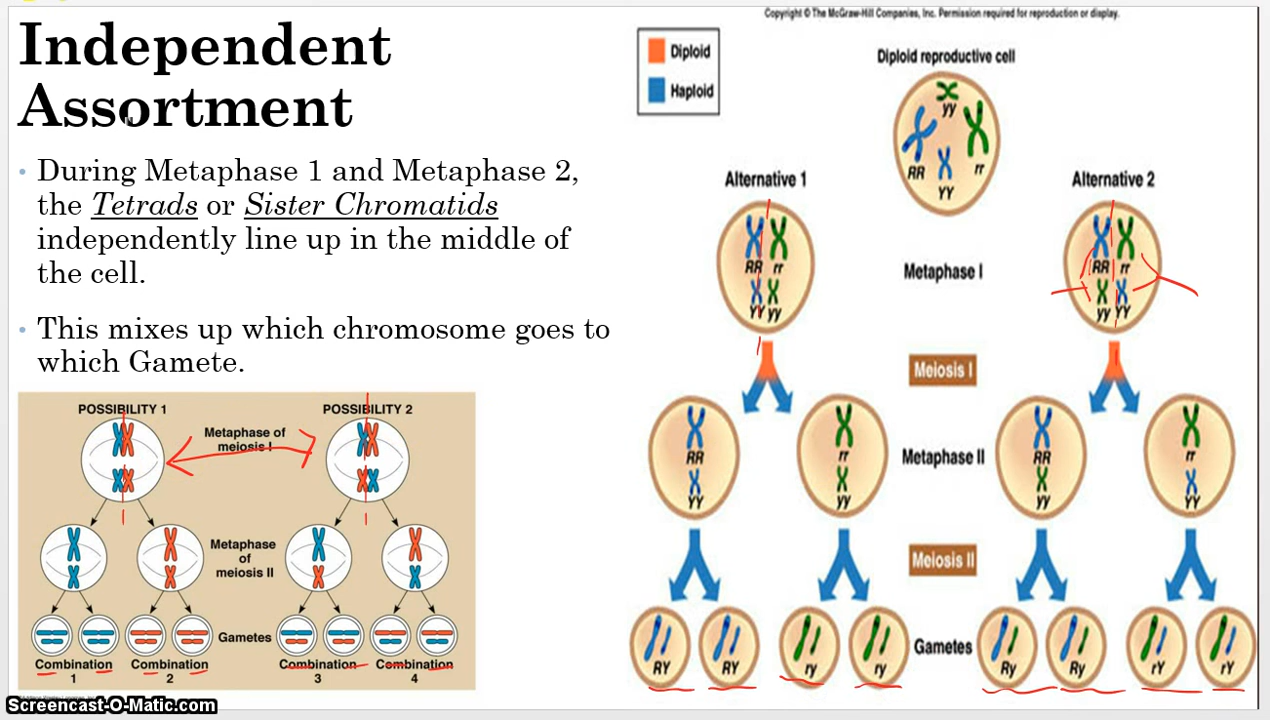 Independent
Assortment
• During Metaphase 1 and Metaphase 2,
the Tetrads or Sister Chromatids
independently line up in the middle of
the cell.
• This mixes up which chromosome goes to
which Gamete.
POSSIBILITY 1
POSSIBILITY 2
Metaphase of
meiosis I
Metaphase
of
meiosis II
Gametes
Combination
1
Combination
2
Combination
3
Combination
4
Copyright © The McGraw-Hill Companies, Inc. Permission required for reproduction or display.
Diploid
Haploid
Diploid reproductive cell
yy
RR
rr
YY
Alternative 1
Alternative 2
RR rr
YY yy
Metaphase I
RR rr
yy YY
Meiosis I
RR
YY
rr
yy
Metaphase II
RR
yy
rr
YY
Meiosis II
RY
RY
ry
ry
Gametes
Ry
Ry
rY
rY
Screencast-O-Matic.com